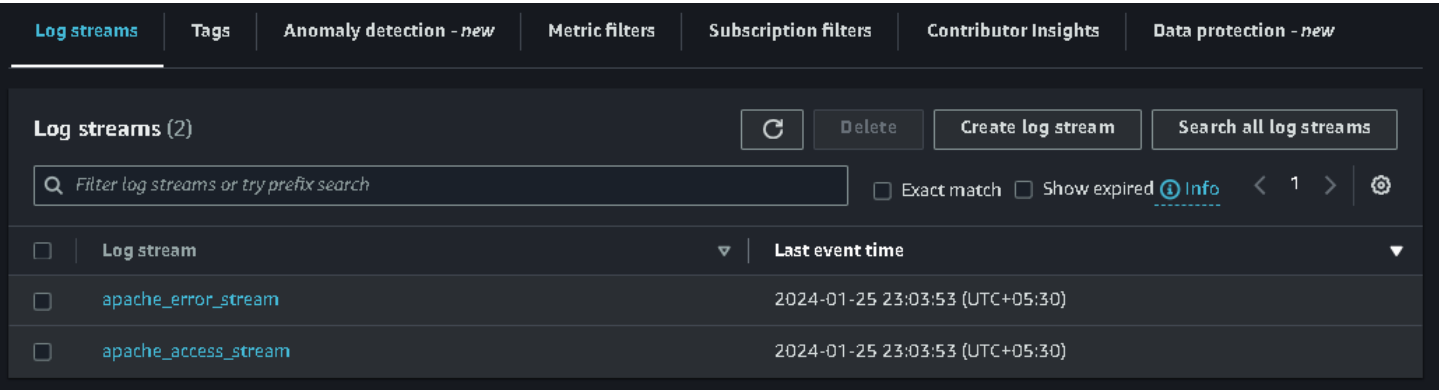 Log streams Tags Anomaly detection - new Metric filters Subscription filters Contributor Insights Data protection - new
Log streams (2) Delete Create log stream Search all log streams
Filter log streams or try prefix search Exact match Show expired Info 1
Log stream Last event time
apache_error_stream 2024-01-25 23:03:53 (UTC+05:30)
apache_access_stream 2024-01-25 23:03:53 (UTC+05:30)